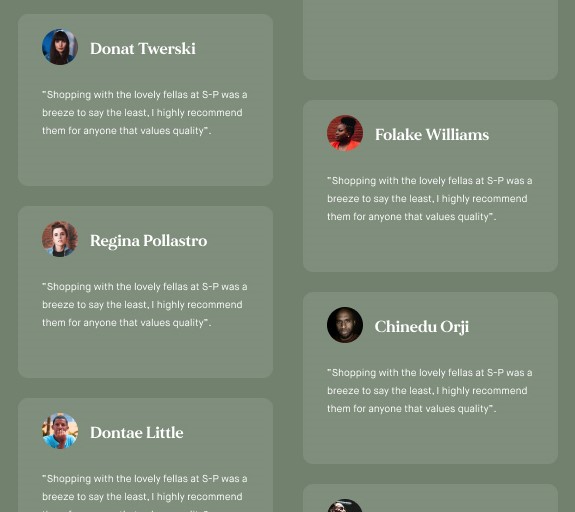 Donat Twerski
"Shopping with the lovely fellas at S-P was a
breeze to say the least, I highly recommend
them for anyone that values quality".
Regina Pollastro
"Shopping with the lovely fellas at S-P was a
breeze to say the least, I highly recommend
them for anyone that values quality".
Dontae Little
"Shopping with the lovely fellas at S-P was a
breeze to say the least, I highly recommend
Folake Williams
"Shopping with the lovely fellas at S-P was a
breeze to say the least, I highly recommend
them for anyone that values quality".
Chinedu Orji
"Shopping with the lovely fellas at S-P was a
breeze to say the least, I highly recommend
them for anyone that values quality".